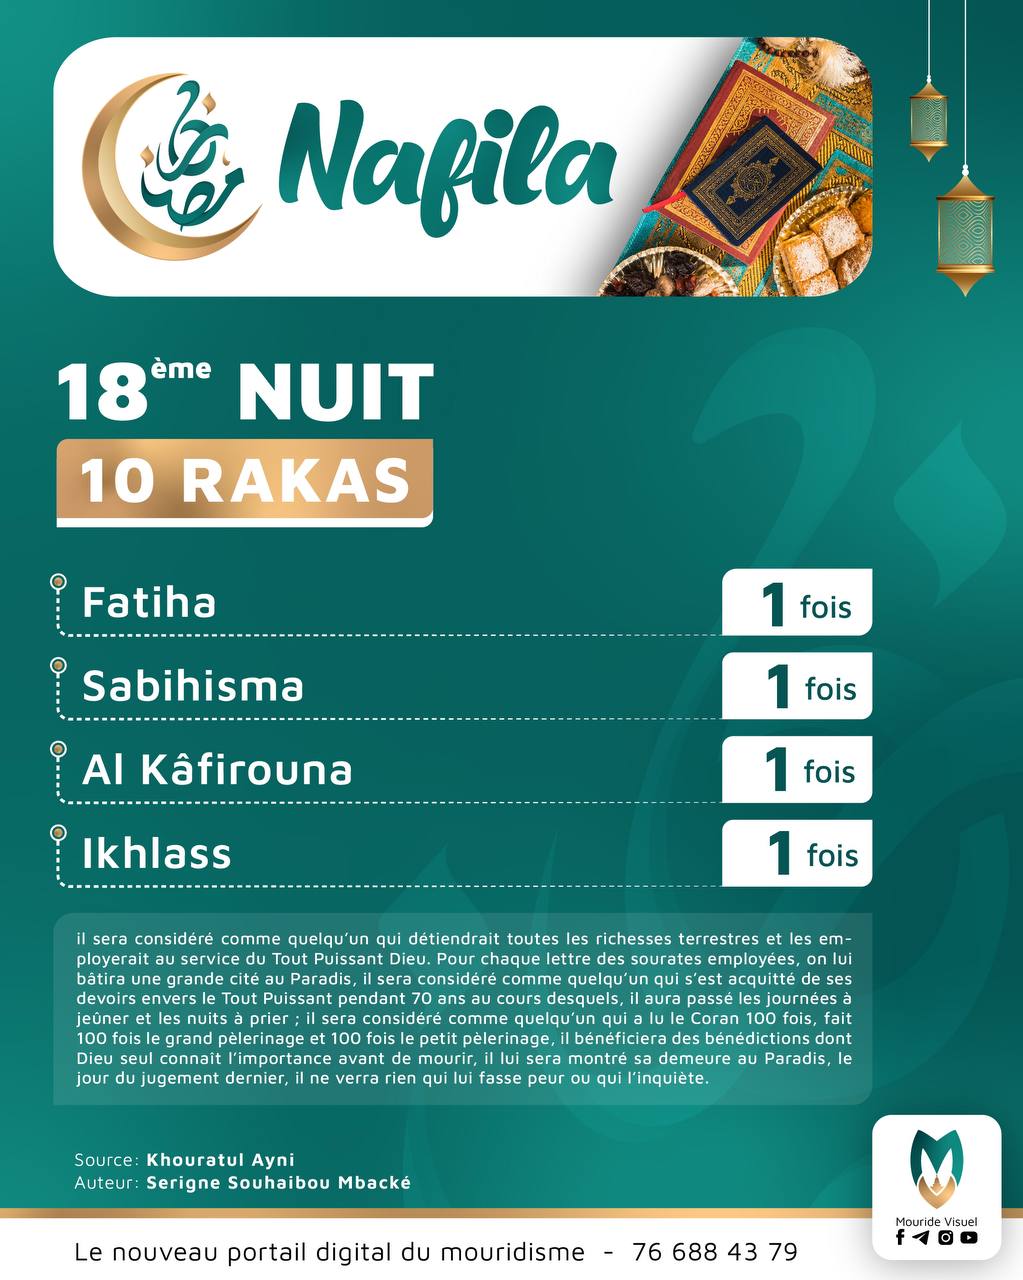 رمضان
Nafila
18ème NUIT
10 RAKAS
Fatiha 1 fois
Sabihisma 1 fois
Al Kâfirouna 1 fois
Ikhlass 1 fois
il sera considéré comme quelqu’un qui détiendrait toutes les richesses terrestres et les em-
ployerait au service du Tout Puissant Dieu. Pour chaque lettre des sourates employées, on lui
bâtira une grande cité au Paradis, il sera considéré comme quelqu’un qui s’est acquitté de ses
devoirs envers le Tout Puissant pendant 70 ans au cours desquels, il aura passé les journées à
jeûner et les nuits à prier ; il sera considéré comme quelqu’un qui a lu le Coran 100 fois, fait
100 fois le grand pèlerinage et 100 fois le petit pèlerinage, il bénéficiera des bénédictions dont
Dieu seul connait l’importance avant de mourir, il lui sera montré sa demeure au Paradis, le
jour du jugement dernier, il ne verra rien qui lui fasse peur ou qui l’inquiète.
Source: Khouratul Ayni
Auteur: Serigne Souhaibou Mbacké
Mouride Visuel
Le nouveau portail digital du mouridisme - 76 688 43 79